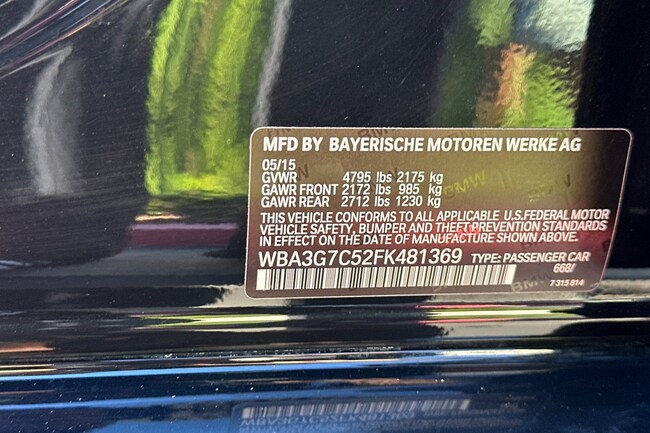 MFD BY BAYERISCHE MOTOREN WERKE AG
05/15
GVWR 4795 lbs 2175 kg
GAWR FRONT 2172 lbs 985 kg
GAWR REAR 2712 lbs 1230 kg
THIS VEHICLE CONFORMS TO ALL APPLICABLE U.S.FEDERAL MOTOR
VEHICLE SAFETY, BUMPER AND THEFT PREVENTION STANDARDS
IN EFFECT ON THE DATE OF MANUFACTURE SHOWN ABOVE.
WBA3G7C52FK481369 TYPE: PASSENGER CAR
668/
7 315 814